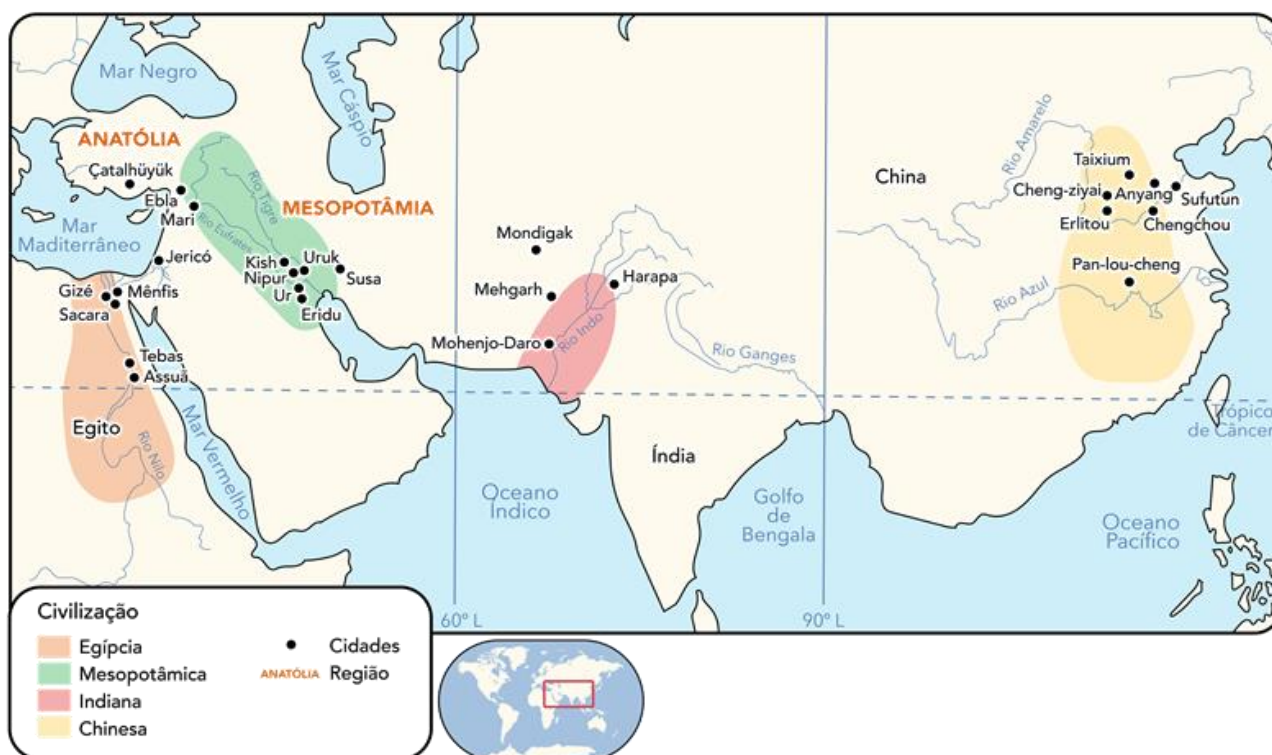 Mar Negro
Mar Cáspio
ANATÓLIA
Çatalhüyük
Ebla
Mari
Rio Tigre
MESOPOTÂMIA
Rio Eufrates
Mar
Maditerrâneo
Jericó
Kish
Uruk
Nipur
Susa
Ur
Eridu
Gizé
Mênfis
Sacara
Tebas
Assuã
Egito
Rio Nilo
Mar Vermelho
Mondigak
Mehgarh
Harapa
Mohenjo-Daro
Rio Indo
Rio Ganges
Índia
Oceano
Índico
Golfo
de
Bengala
China
Rio Amarelo
Taixium
Cheng-ziyai
Anyang
Sufutun
Erlitou
Chengchou
Pan-lou-cheng
Rio Azul
Trópico
de Câncer
Oceano
Pacífico
60º L
90º L
Civilização
Egípcia
Mesopotâmica
Indiana
Chinesa
Cidades
ANATÓLIA Região